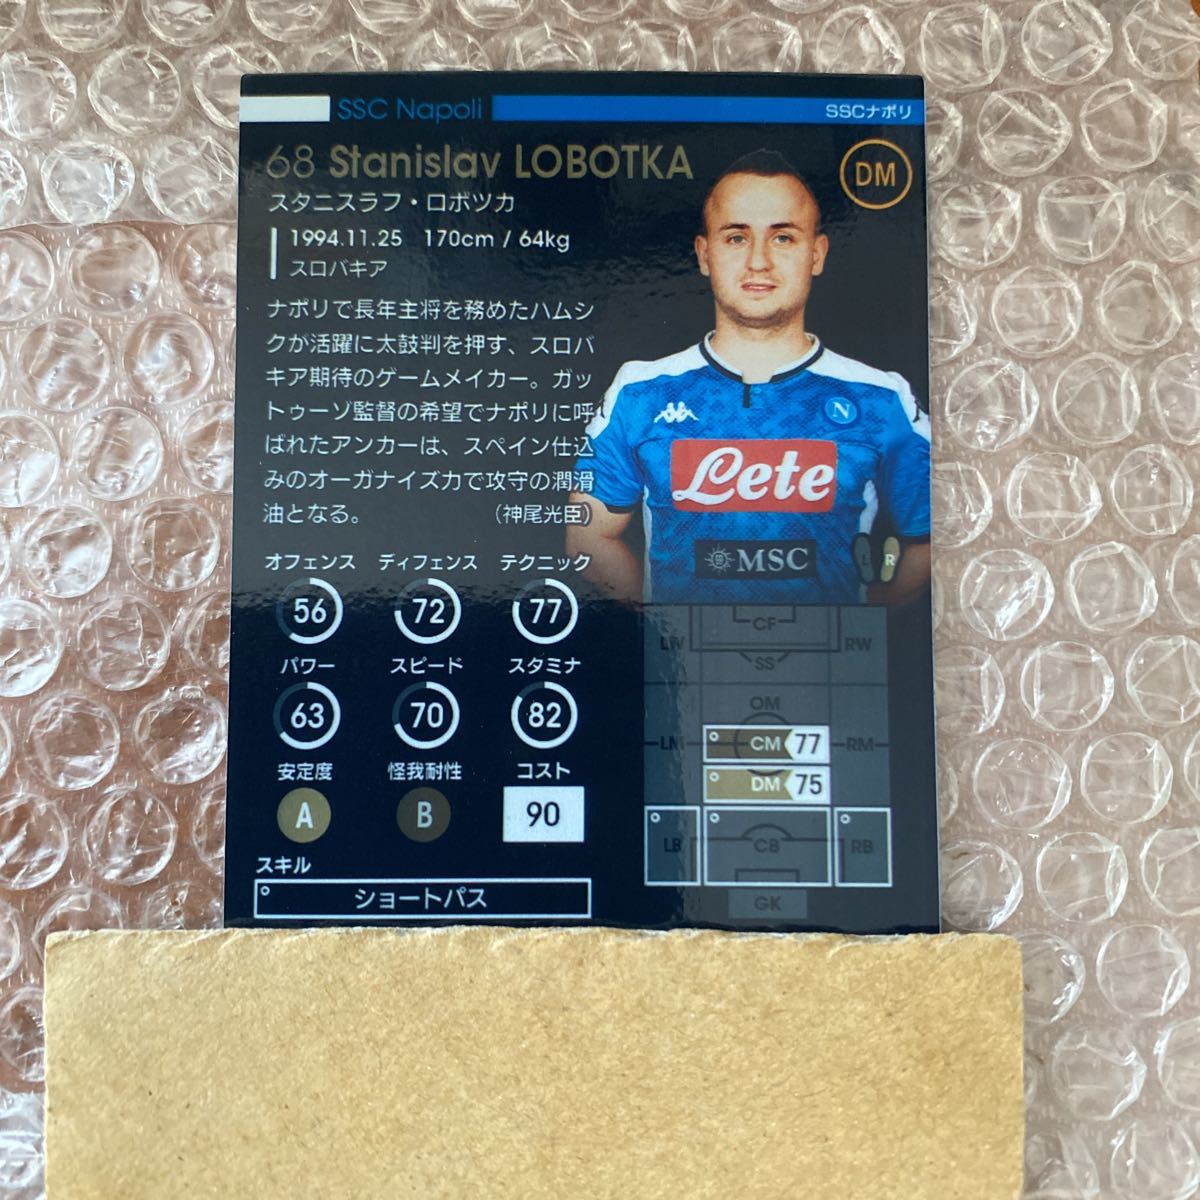 SSC Napoli
SSCナポリ
68 Stanislav LOBOTKA
DM
スタニスラフ・ロボツカ
1994.11.25 170cm / 64kg
スロバキア
ナポリで長年主将を務めたハムシ
クが活躍に太鼓判を押す、スロバ
キア期待のゲームメイカー。ガッ
トゥーゾ監督の希望でナポリに呼
ばれたアンカーは、スペイン仕込
みのオーガナイズ力で攻守の潤滑
油となる。 （神尾光臣）
N
Lete
MSC
L R
オフェンス ディフェンス テクニック
56 72 77
パワー スピード スタミナ
63 70 82
安定度 怪我耐性 コスト
A B 90
スキル
ショートパス
CF
LW RW
SS
OM
LM CM 77 RM
DM 75
LB CB RB
GK